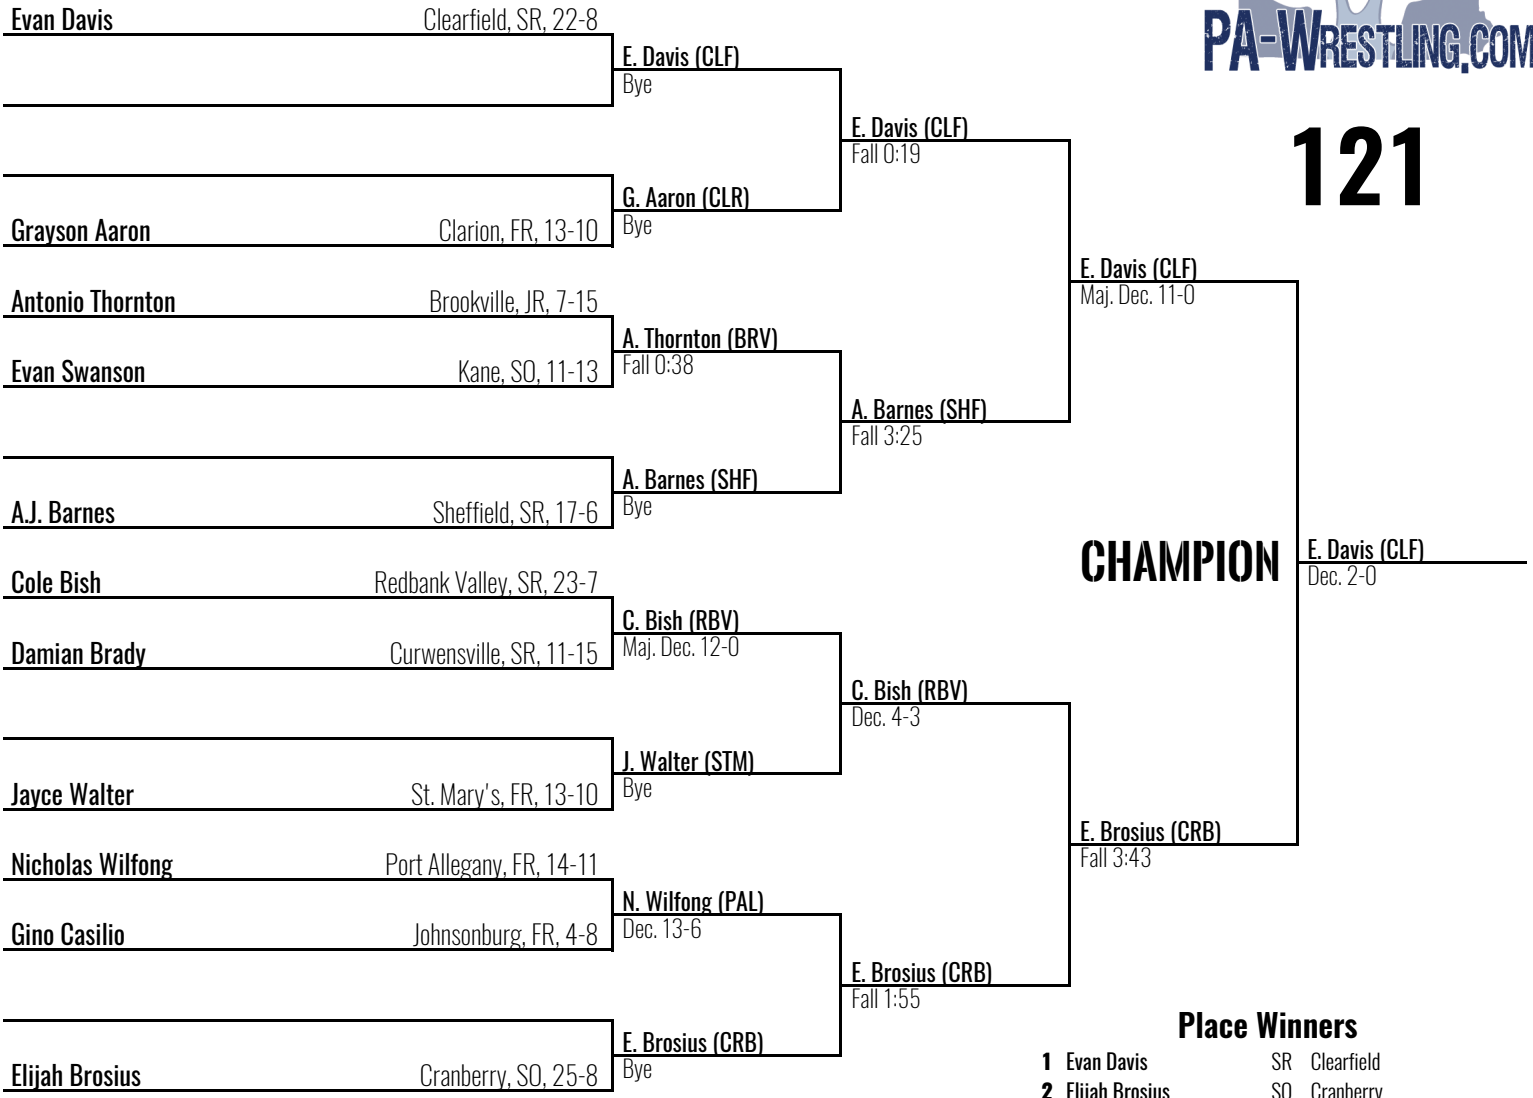 PA-WRESTLING.COM
121
Evan Davis Clearfield, SR, 22-8
E. Davis (CLF)
Bye
E. Davis (CLF)
Fall 0:19
G. Aaron (CLR)
Bye
Grayson Aaron Clarion, FR, 13-10
E. Davis (CLF)
Maj. Dec. 11-0
Antonio Thornton Brookville, JR, 7-15
A. Thornton (BRV)
Fall 0:38
Evan Swanson Kane, SO, 11-13
A. Barnes (SHF)
Fall 3:25
A. Barnes (SHF)
Bye
A.J. Barnes Sheffield, SR, 17-6
CHAMPION
E. Davis (CLF)
Dec. 2-0
Cole Bish Redbank Valley, SR, 23-7
C. Bish (RBV)
Maj. Dec. 12-0
Damian Brady Curwensville, SR, 11-15
C. Bish (RBV)
Dec. 4-3
J. Walter (STM)
Bye
Jayce Walter St. Mary's, FR, 13-10
E. Brosius (CRB)
Fall 3:43
Nicholas Wilfong Port Allegany, FR, 14-11
N. Wilfong (PAL)
Dec. 13-6
Gino Casilio Johnsonburg, FR, 4-8
E. Brosius (CRB)
Fall 1:55
E. Brosius (CRB)
Bye
Elijah Brosius Cranberry, SO, 25-8
Place Winners
1 Evan Davis SR Clearfield
2 Elijah Brosius SO Cranberry